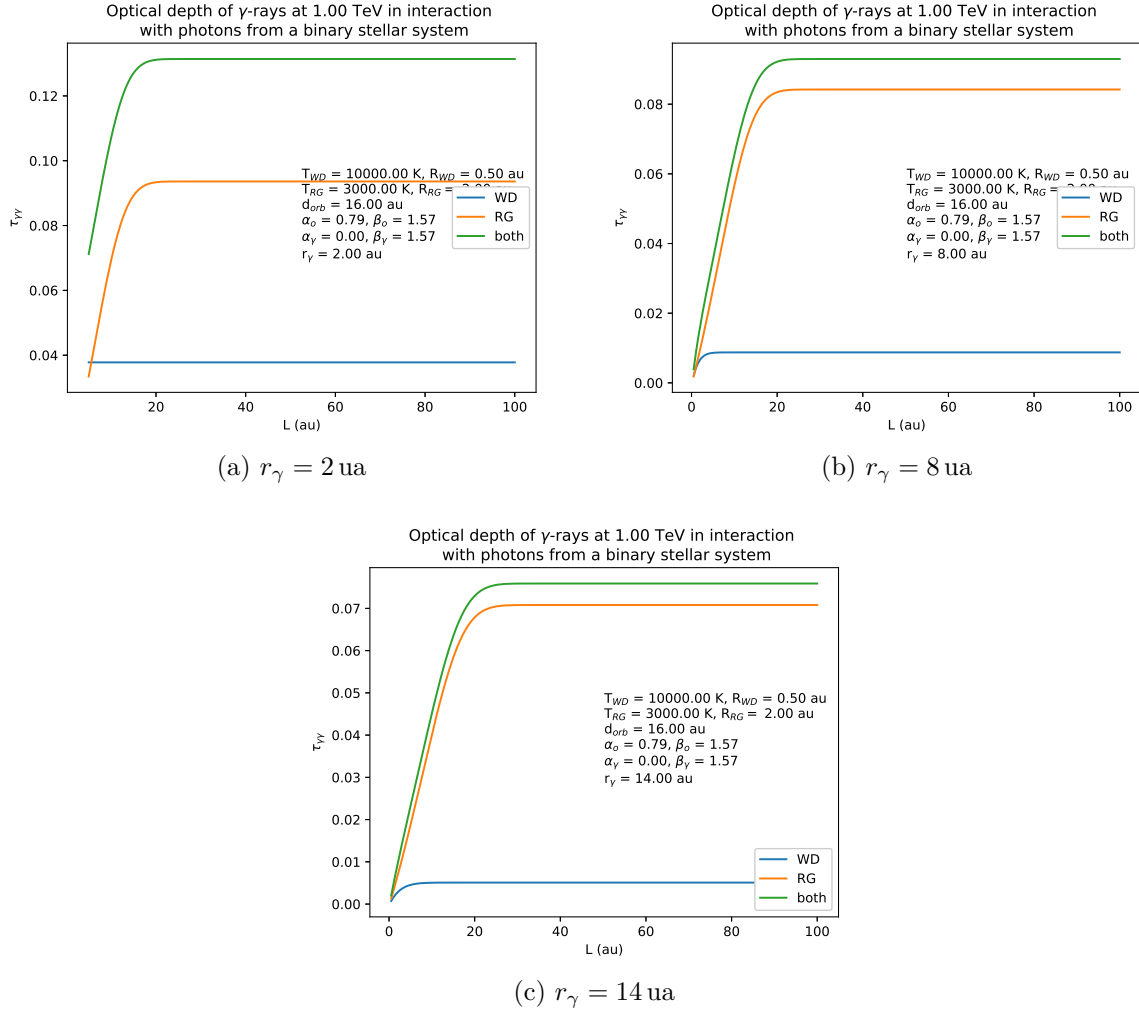 Optical depth of γ-rays at 1.00 TeV in interaction
with photons from a binary stellar system
0.12
0.10
0.08
0.06
0.04
τγγ
T_WD = 10000.00 K, R_WD = 0.50 au
T_RG = 3000.00 K, R_RG =
d_orb = 16.00 au
α_o = 0.79, β_o = 1.57
α_γ = 0.00, β_γ = 1.57
r_γ = 2.00 au
WD
RG
both
20
40
60
80
100
L (au)
(a) r_γ = 2 ua
Optical depth of γ-rays at 1.00 TeV in interaction
with photons from a binary stellar system
0.08
0.06
0.04
0.02
0.00
τγγ
T_WD = 10000.00 K, R_WD = 0.50 au
T_RG = 3000.00 K, R_RG =
d_orb = 16.00 au
α_o = 0.79, β_o = 1.57
α_γ = 0.00, β_γ = 1.57
r_γ = 8.00 au
WD
RG
both
0
20
40
60
80
100
L (au)
(b) r_γ = 8 ua
Optical depth of γ-rays at 1.00 TeV in interaction
with photons from a binary stellar system
0.07
0.06
0.05
0.04
0.03
0.02
0.01
0.00
τγγ
T_WD = 10000.00 K, R_WD = 0.50 au
T_RG = 3000.00 K, R_RG = 2.00 au
d_orb = 16.00 au
α_o = 0.79, β_o = 1.57
α_γ = 0.00, β_γ = 1.57
r_γ = 14.00 au
WD
RG
both
0
20
40
60
80
100
L (au)
(c) r_γ = 14 ua